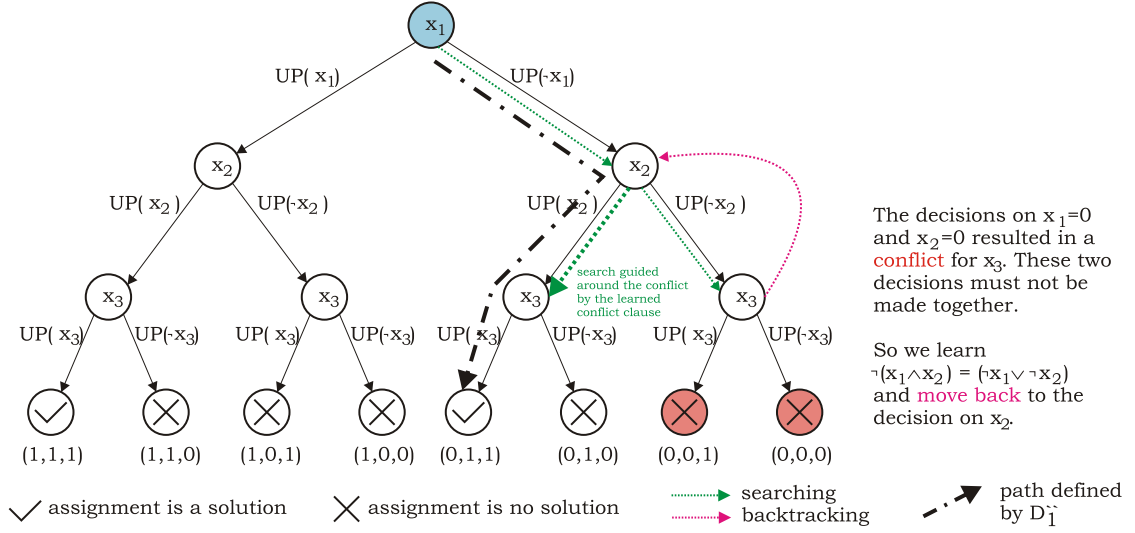 x1
UP( x1)
UP(¬x1)
x2
x2
UP( x2 )
UP(¬x2 )
UP( x2 )
UP(¬x2 )
x3
x3
x3
x3
search guided
around the conflict
by the learned
conflict clause
UP( x3)
UP(¬x3)
UP( x3)
UP(¬x3)
UP( x3)
UP(¬x3)
UP( x3)
UP(¬x3)
(1,1,1)
(1,1,0)
(1,0,1)
(1,0,0)
(0,1,1)
(0,1,0)
(0,0,1)
(0,0,0)
The decisions on x1=0
and x2=0 resulted in a
conflict for x3. These two
decisions must not be
made together.
So we learn
¬(x1∧x2) = (¬x1∨ ¬x2)
and move back to the
decision on x2.
assignment is a solution
assignment is no solution
searching
backtracking
path defined
by D1``